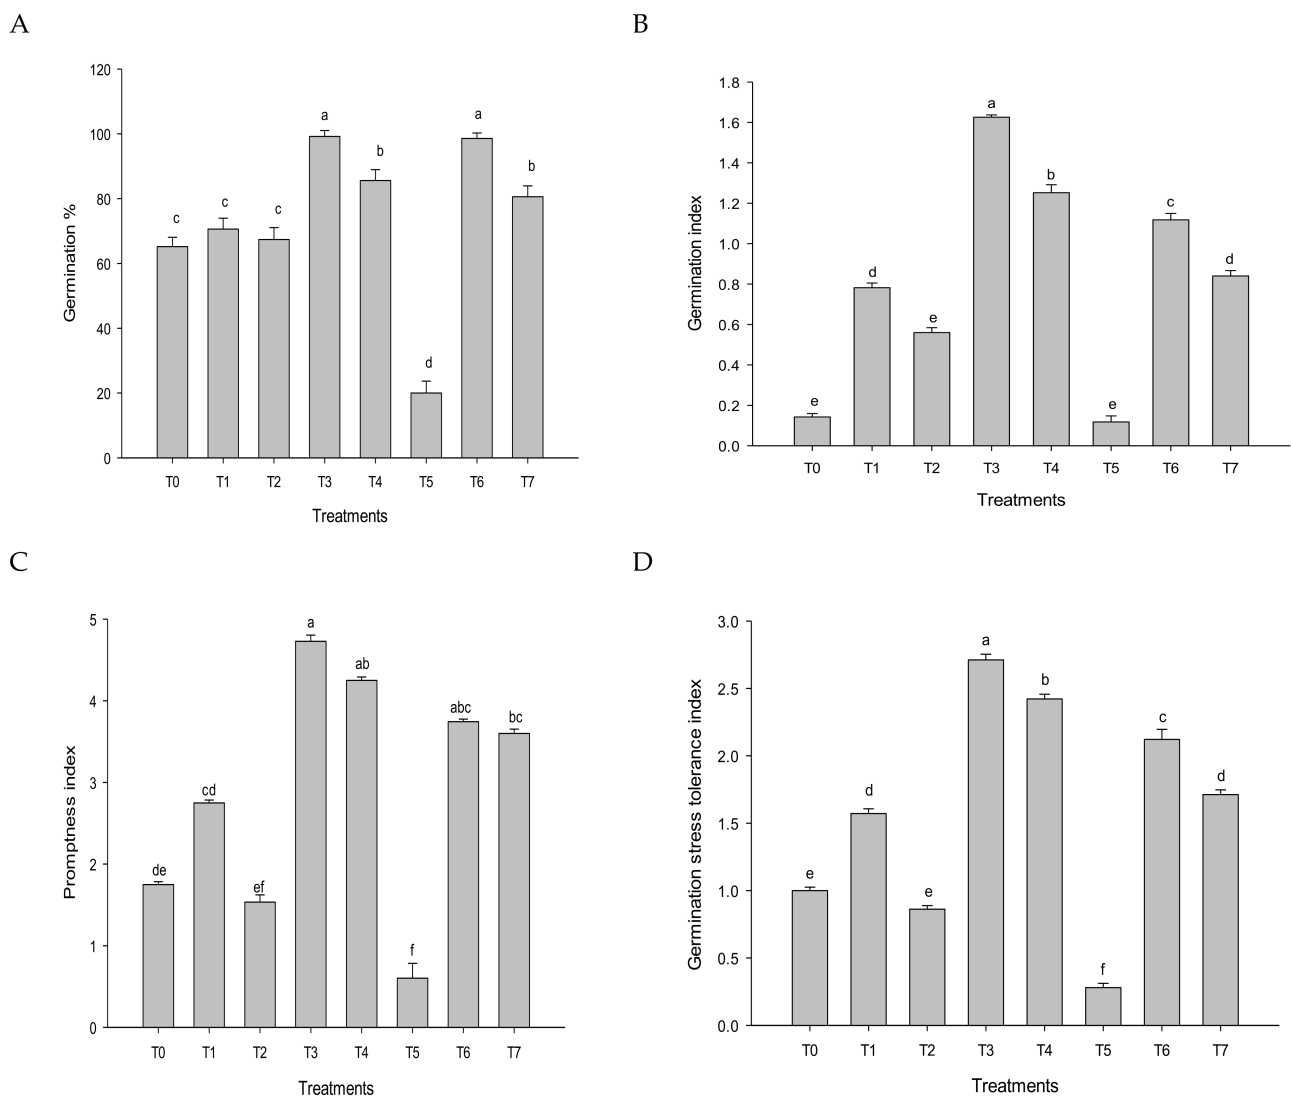 A
120
100
80
60
40
20
0
Germination %
c c c a b d a b
T0 T1 T2 T3 T4 T5 T6 T7
Treatments
B
1.8
1.6
1.4
1.2
1.0
0.8
0.6
0.4
0.2
0.0
Germination index
e d e a b e c d
T0 T1 T2 T3 T4 T5 T6 T7
Treatments
C
5
4
3
2
1
0
Promptness index
de cd ef a ab f abc bc
T0 T1 T2 T3 T4 T5 T6 T7
Treatments
D
3.0
2.5
2.0
1.5
1.0
0.5
0.0
Germination stress tolerance index
e d e a b f c d
T0 T1 T2 T3 T4 T5 T6 T7
Treatments